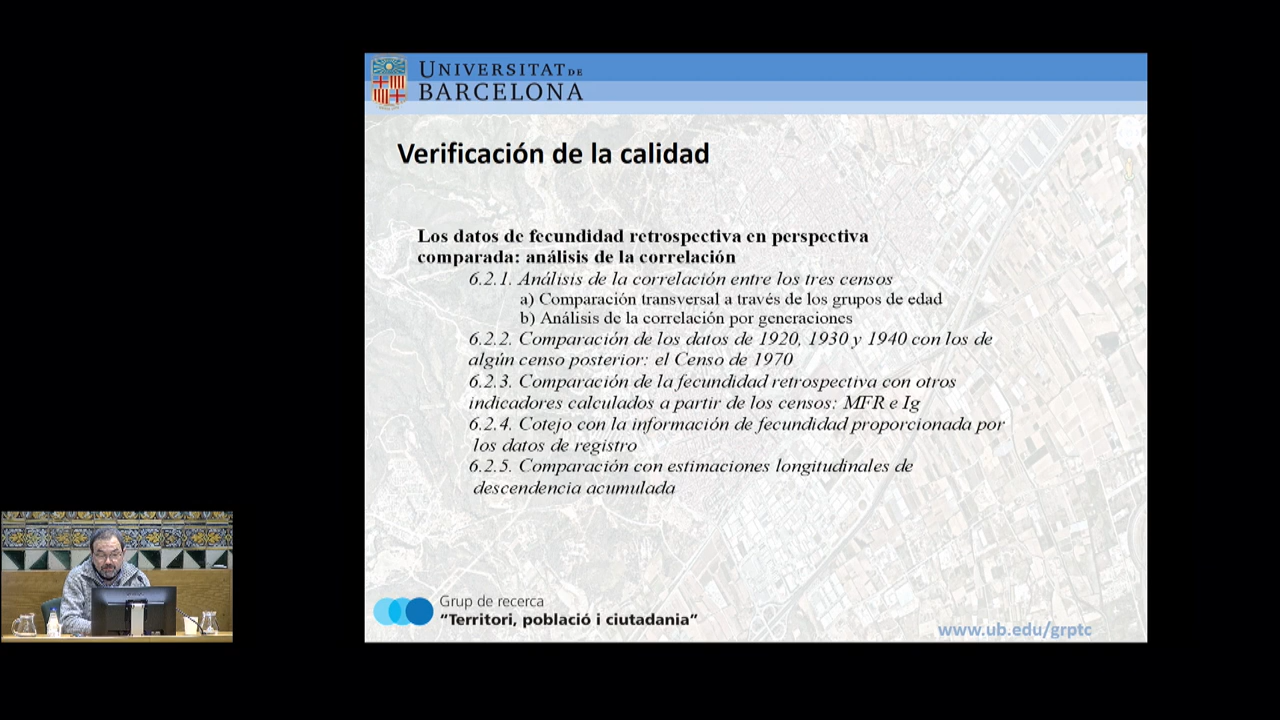 UNIVERSITAT DE
BARCELONA
Verificación de la calidad
Los datos de fecundidad retrospectiva en perspectiva
comparada: análisis de la correlación
6.2.1. Análisis de la correlación entre los tres censos
a) Comparación transversal a través de los grupos de edad
b) Análisis de la correlación por generaciones
6.2.2. Comparación de los datos de 1920, 1930 y 1940 con los de
algún censo posterior: el Censo de 1970
6.2.3. Comparación de la fecundidad retrospectiva con otros
indicadores calculados a partir de los censos: MFR e Ig
6.2.4. Cotejo con la información de fecundidad proporcionada por
los datos de registro
6.2.5. Comparación con estimaciones longitudinales de
descendencia acumulada
Grup de recerca
"Territori, població i ciutadania"
www.ub.edu/grptc